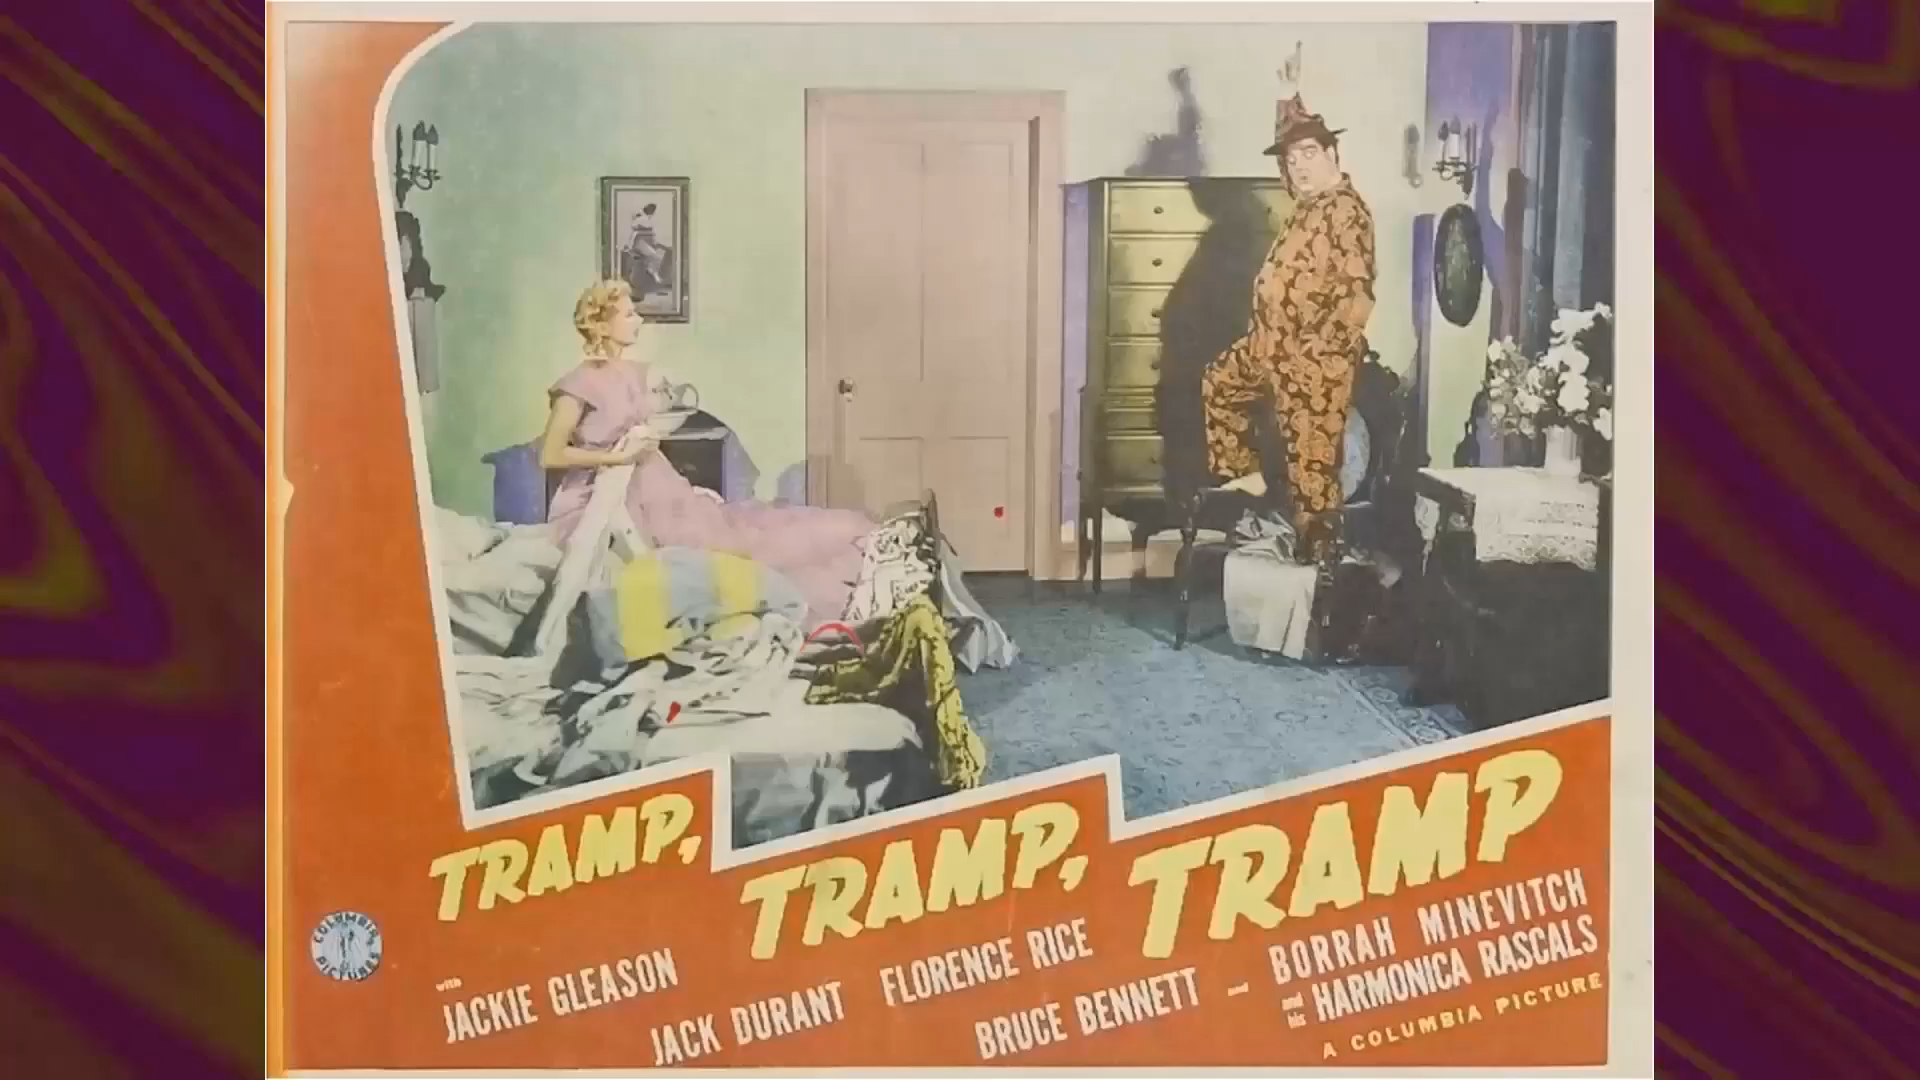 TRAMP, TRAMP, TRAMP
with
JACKIE GLEASON
JACK DURANT
FLORENCE RICE
BRUCE BENNETT
and
BORRAH MINEVITCH
and his HARMONICA RASCALS
A COLUMBIA PICTURE
COLUMBIA PICTURES